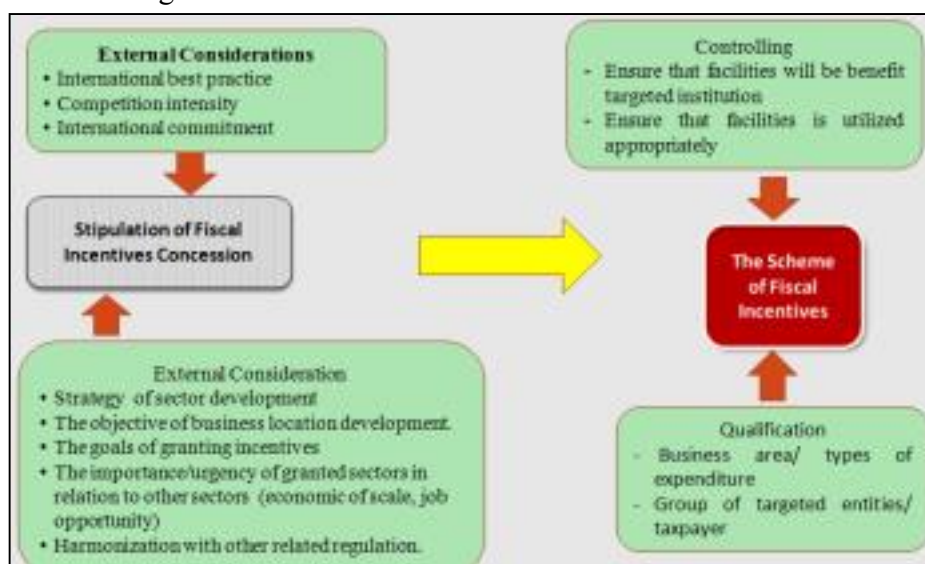 External Considerations
• International best practice
• Competition intensity
• International commitment
Stipulation of Fiscal
Incentives Concession
External Consideration
• Strategy of sector development
• The objective of business location development.
• The goals of granting incentives
• The importance/urgency of granted sectors in
relation to other sectors (economic of scale, job
opportunity)
• Harmonization with other related regulation.
Controlling
- Ensure that facilities will be benefit
targeted institution
- Ensure that facilities is utilized
appropriately
The Scheme
of Fiscal
Incentives
Qualification
- Business area/ types of
expenditure
- Group of targeted entities/
taxpayer